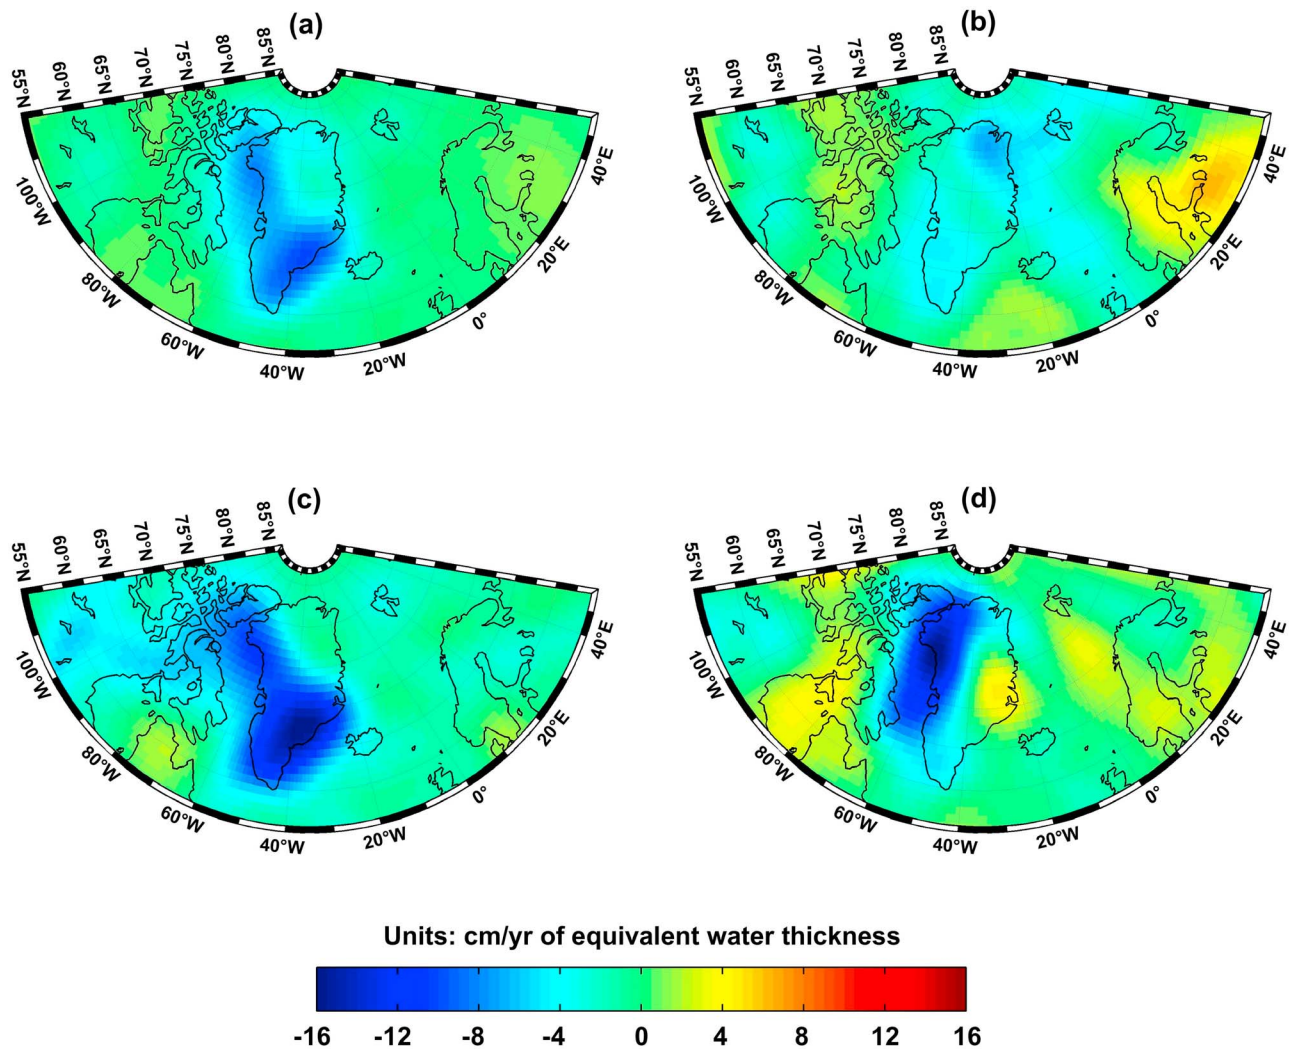 (a)
55°N 60°N 65°N 70°N 75°N 80°N 85°N
100°W 80°W 60°W 40°W 20°W 0° 20°E 40°E
(b)
55°N 60°N 65°N 70°N 75°N 80°N 85°N
100°W 80°W 60°W 40°W 20°W 0° 20°E 40°E
(c)
55°N 60°N 65°N 70°N 75°N 80°N 85°N
100°W 80°W 60°W 40°W 20°W 0° 20°E 40°E
(d)
55°N 60°N 65°N 70°N 75°N 80°N 85°N
100°W 80°W 60°W 40°W 20°W 0° 20°E 40°E
Units: cm/yr of equivalent water thickness
-16 -12 -8 -4 0 4 8 12 16